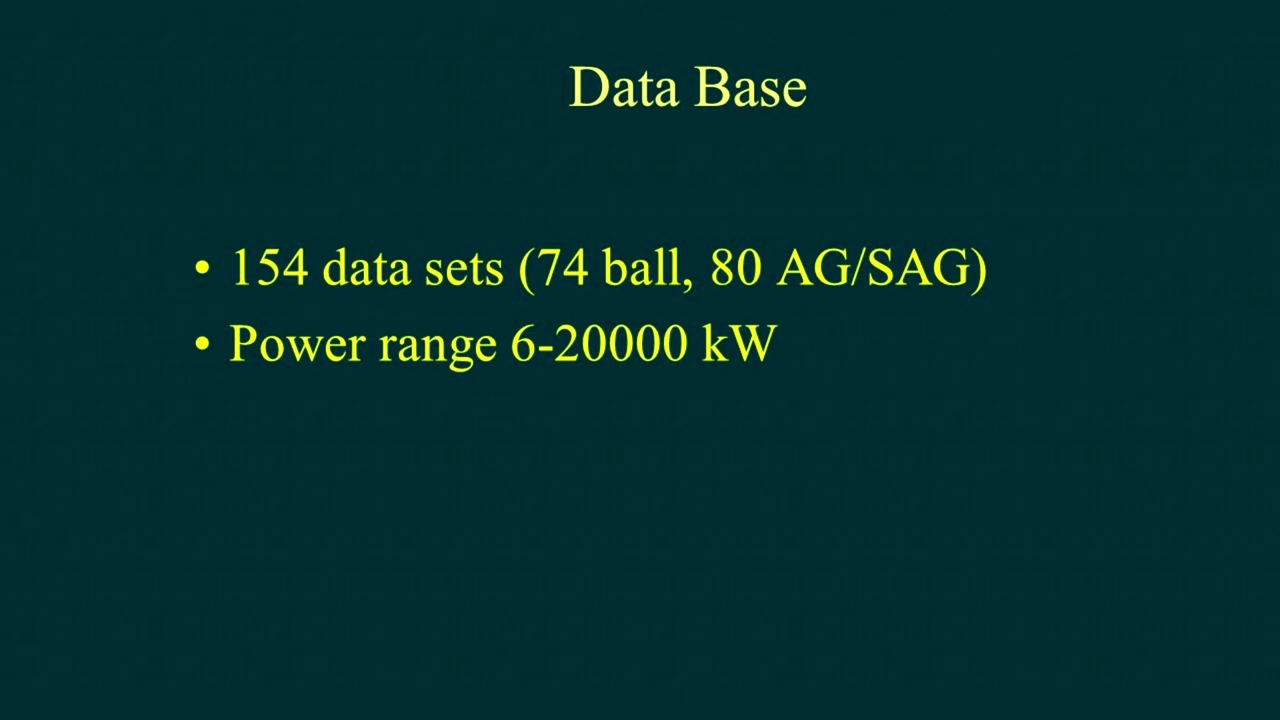 Data Base
• 154 data sets (74 ball, 80 AG/SAG)
• Power range 6-20000 kW